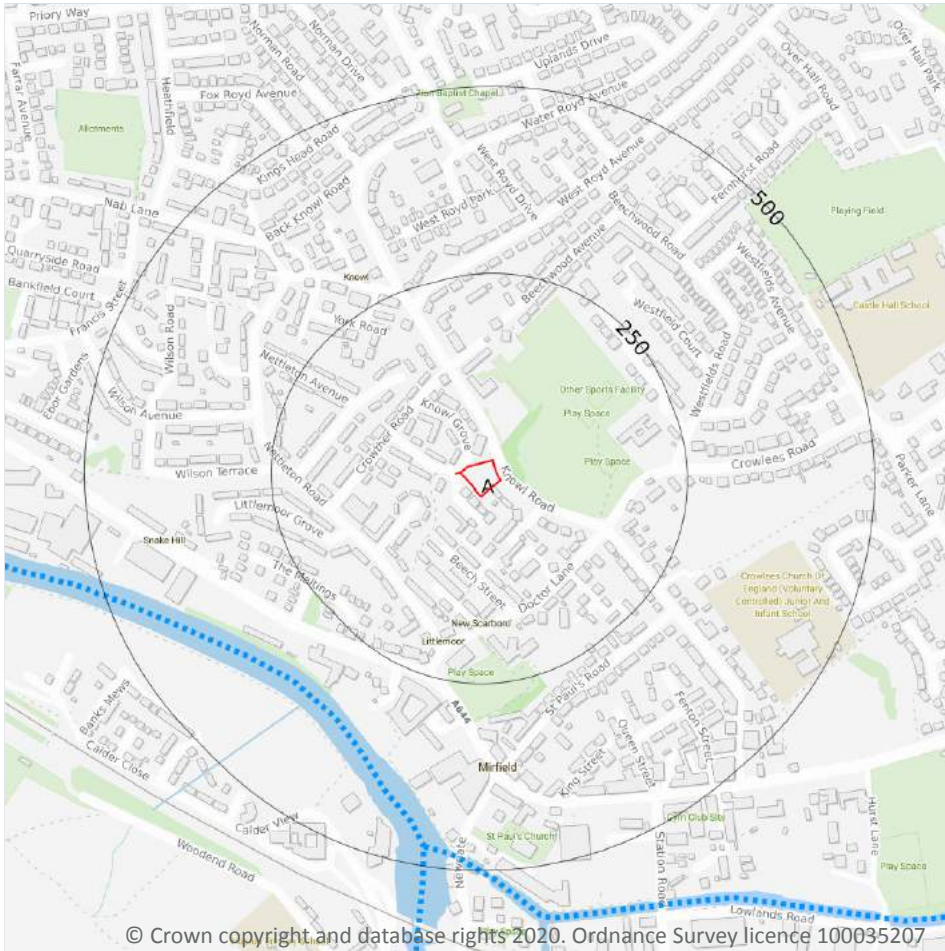 Priory Way
Farrar Avenue
Heathfield
Norman Road
Norman Drive
Uplands Drive
Over Hall Road
Over Hall Park
Fox Royd Avenue
Zion Baptist Chapel
Water Royd Avenue
Allotments
Kings Head Road
West Royd Drive
West Royd Avenue
Fernhurst Road
Back Knowl Road
West Royd Park
Beechwood Road
500
Playing Field
Nab Lane
Quarryside Road
Bankfield Court
Francis Street
Knowl
Beechwood Avenue
Westfields Avenue
Castle Hall School
York Road
Westfield Court
250
Wilson Road
Nettleton Avenue
Westfields Road
Ebor Gardens
Wilson Avenue
Other Sports Facility
Play Space
Crowther Road
Knowl Grove
Wilson Terrace
Nettleton Road
A
Knowl Road
Play Space
Crowlees Road
Parker Lane
Littlemoor Grove
Snake Hill
The Maltings
Beech Street
Doctor Lane
Crowlees Church Of
England (Voluntary
Controlled) Junior And
Infant School
New Scarboro
Littlemoor
Play Space
St Paul's Road
A644
Banks Mews
Calder Close
Fenton Street
Queen Street
King Street
Mirfield
Calder View
St Paul's Church
Gym Club Site
Hurst Lane
Woodend Road
Newgate
Station Road
Play Space
Lowlands Road
© Crown copyright and database rights 2020. Ordnance Survey licence 100035207